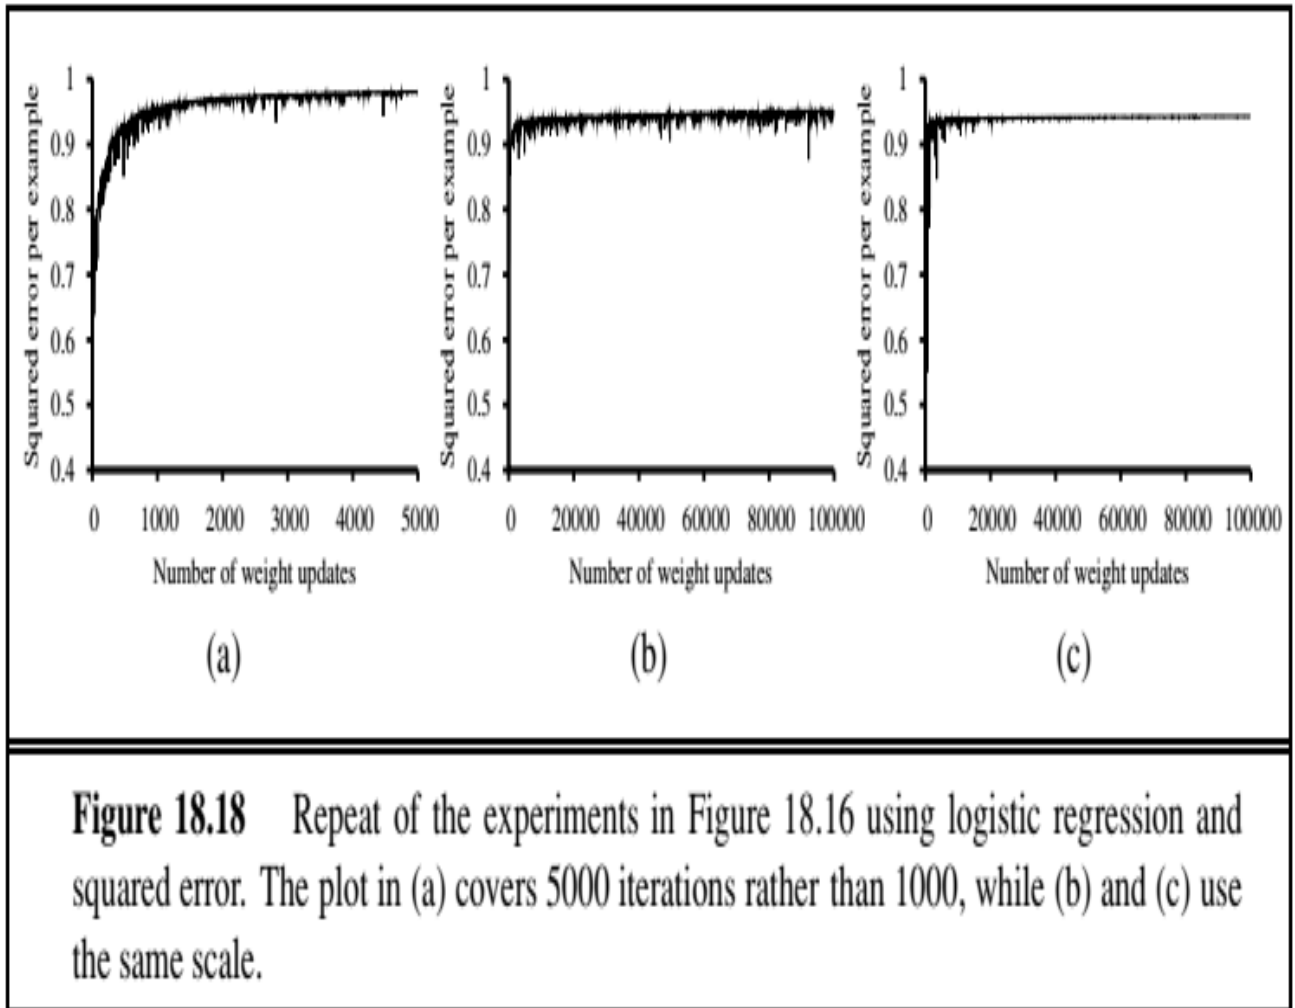 Squared error per example
1
0.9
0.8
0.7
0.6
0.5
0.4
0 1000 2000 3000 4000 5000
Number of weight updates
(a)
Squared error per example
1
0.9
0.8
0.7
0.6
0.5
0.4
0 20000 40000 60000 80000 100000
Number of weight updates
(b)
Squared error per example
1
0.9
0.8
0.7
0.6
0.5
0.4
0 20000 40000 60000 80000 100000
Number of weight updates
(c)
Figure 18.18 Repeat of the experiments in Figure 18.16 using logistic regression and
squared error. The plot in (a) covers 5000 iterations rather than 1000, while (b) and (c) use
the same scale.